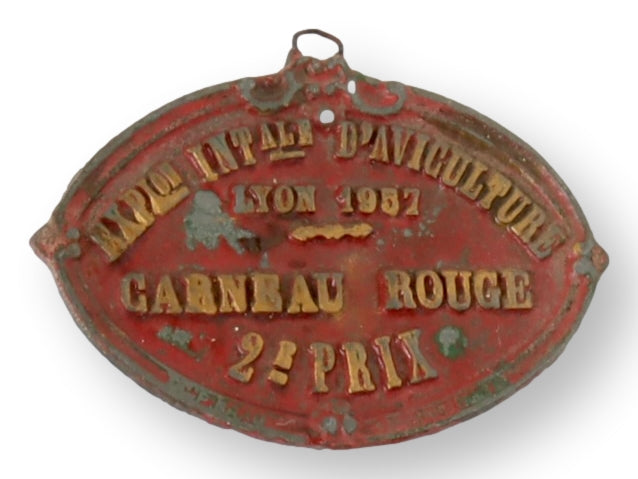 EXPᴼᴺ INTᴬᴸᴱ D'AVICULTURE
LYON 1957
CARNEAU ROUGE
2ᴱ PRIX